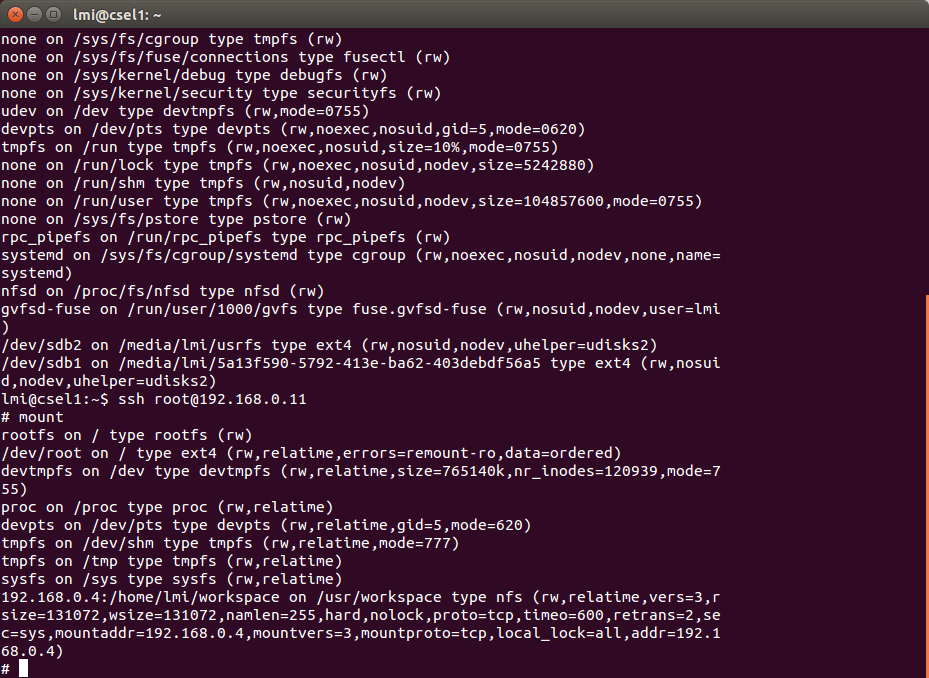 lmi@csel1: ~
none on /sys/fs/cgroup type tmpfs (rw)
none on /sys/fs/fuse/connections type fusectl (rw)
none on /sys/kernel/debug type debugfs (rw)
none on /sys/kernel/security type securityfs (rw)
udev on /dev type devtmpfs (rw,mode=0755)
devpts on /dev/pts type devpts (rw,noexec,nosuid,gid=5,mode=0620)
tmpfs on /run type tmpfs (rw,noexec,nosuid,size=10%,mode=0755)
none on /run/lock type tmpfs (rw,noexec,nosuid,nodev,size=5242880)
none on /run/shm type tmpfs (rw,nosuid,nodev)
none on /run/user type tmpfs (rw,noexec,nosuid,nodev,size=104857600,mode=0755)
none on /sys/fs/pstore type pstore (rw)
rpc_pipefs on /run/rpc_pipefs type rpc_pipefs (rw)
systemd on /sys/fs/cgroup/systemd type cgroup (rw,noexec,nosuid,nodev,none,name=
systemd)
nfsd on /proc/fs/nfsd type nfsd (rw)
gvfsd-fuse on /run/user/1000/gvfs type fuse.gvfsd-fuse (rw,nosuid,nodev,user=lmi
)
/dev/sdb2 on /media/lmi/usrfs type ext4 (rw,nosuid,nodev,uhelper=udisks2)
/dev/sdb1 on /media/lmi/5a13f590-5792-413e-ba62-403debdf56a5 type ext4 (rw,nosui
d,nodev,uhelper=udisks2)
lmi@csel1:~$ ssh root@192.168.0.11
# mount
rootfs on / type rootfs (rw)
/dev/root on / type ext4 (rw,relatime,errors=remount-ro,data=ordered)
devtmpfs on /dev type devtmpfs (rw,relatime,size=765140k,nr_inodes=120939,mode=7
55)
proc on /proc type proc (rw,relatime)
devpts on /dev/pts type devpts (rw,relatime,gid=5,mode=620)
tmpfs on /dev/shm type tmpfs (rw,relatime,mode=777)
tmpfs on /tmp type tmpfs (rw,relatime)
sysfs on /sys type sysfs (rw,relatime)
192.168.0.4:/home/lmi/workspace on /usr/workspace type nfs (rw,relatime,vers=3,r
size=131072,wsize=131072,namlen=255,hard,nolock,proto=tcp,timeo=600,retrans=2,se
c=sys,mountaddr=192.168.0.4,mountvers=3,mountproto=tcp,local_lock=all,addr=192.1
68.0.4)
#